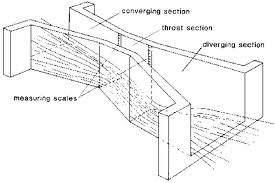 converging section
throat section
diverging section
measuring scales